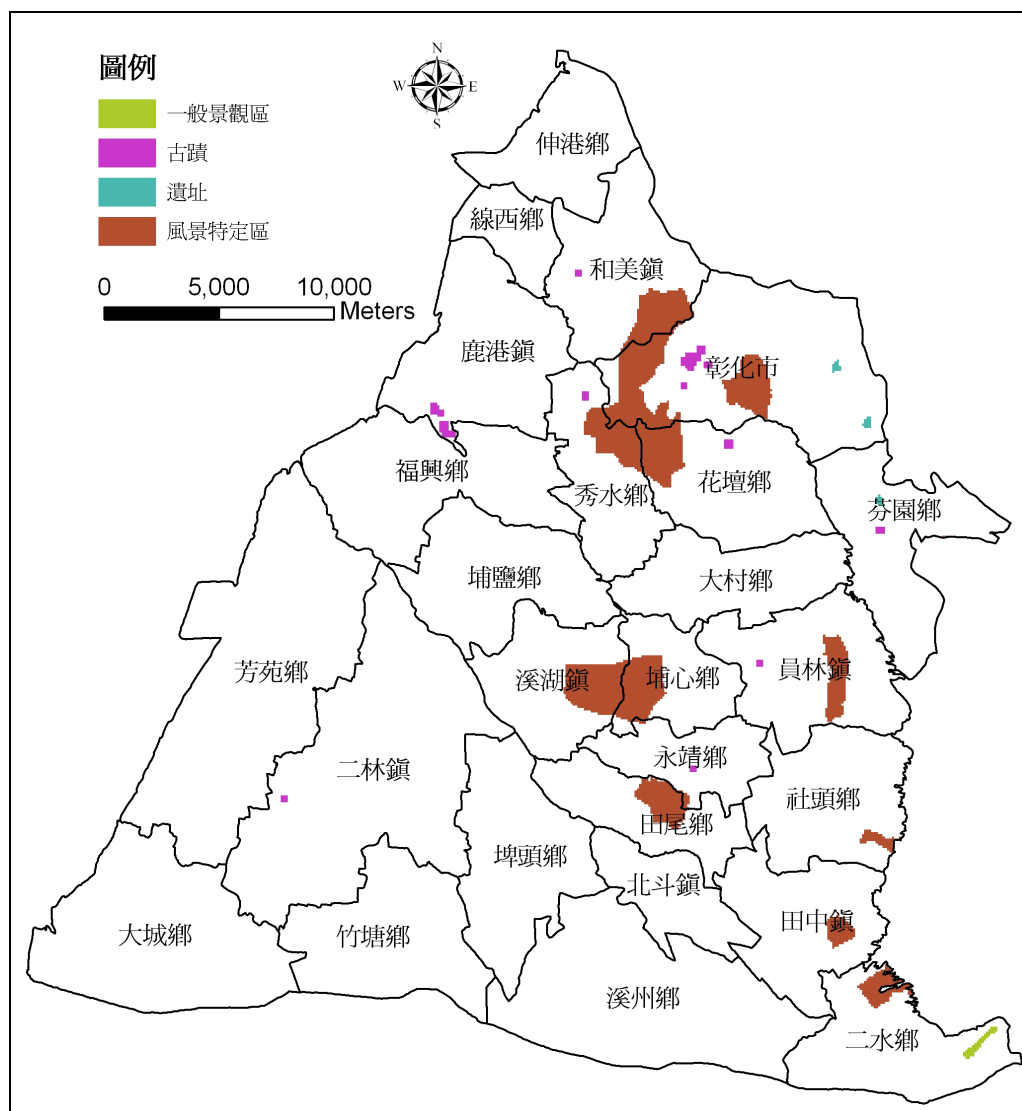 圖例
一般景觀區
古蹟
遺址
風景特定區
N
W
E
S
0
5,000
10,000
Meters
伸港鄉
線西鄉
和美鎮
鹿港鎮
彰化市
福興鄉
秀水鄉
花壇鄉
芬園鄉
埔鹽鄉
大村鄉
芳苑鄉
溪湖鎮
埔心鄉
員林鎮
永靖鄉
二林鎮
社頭鄉
田尾鄉
埤頭鄉
北斗鎮
大城鄉
竹塘鄉
田中鎮
溪州鄉
二水鄉